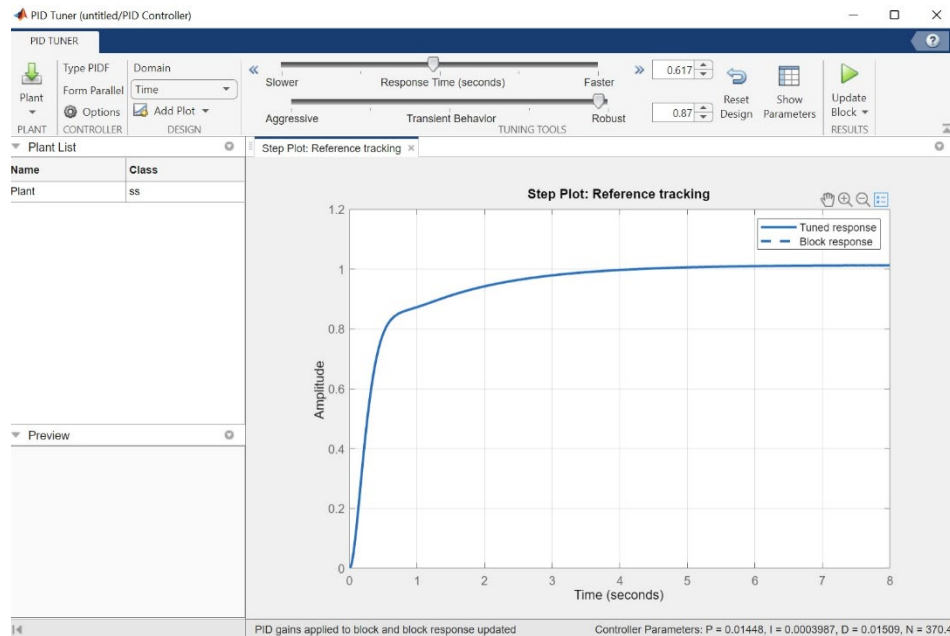 PID Tuner (untitled/PID Controller)
PID TUNER
Plant
PLANT
Type PIDF
Form Parallel
Options
CONTROLLER
Domain
Time
Add Plot
DESIGN
Slower Response Time (seconds) Faster
0.617
Aggressive Transient Behavior Robust
0.87
TUNING TOOLS
Reset Design
Show Parameters
Update Block
RESULTS
Plant List
Name Class
Plant ss
Preview
Step Plot: Reference tracking
Step Plot: Reference tracking
Tuned response
Block response
1.2
1
0.8
0.6
0.4
0.2
0
Amplitude
0 1 2 3 4 5 6 7 8
Time (seconds)
PID gains applied to block and block response updated
Controller Parameters: P = 0.01448, I = 0.0003987, D = 0.01509, N = 370.4